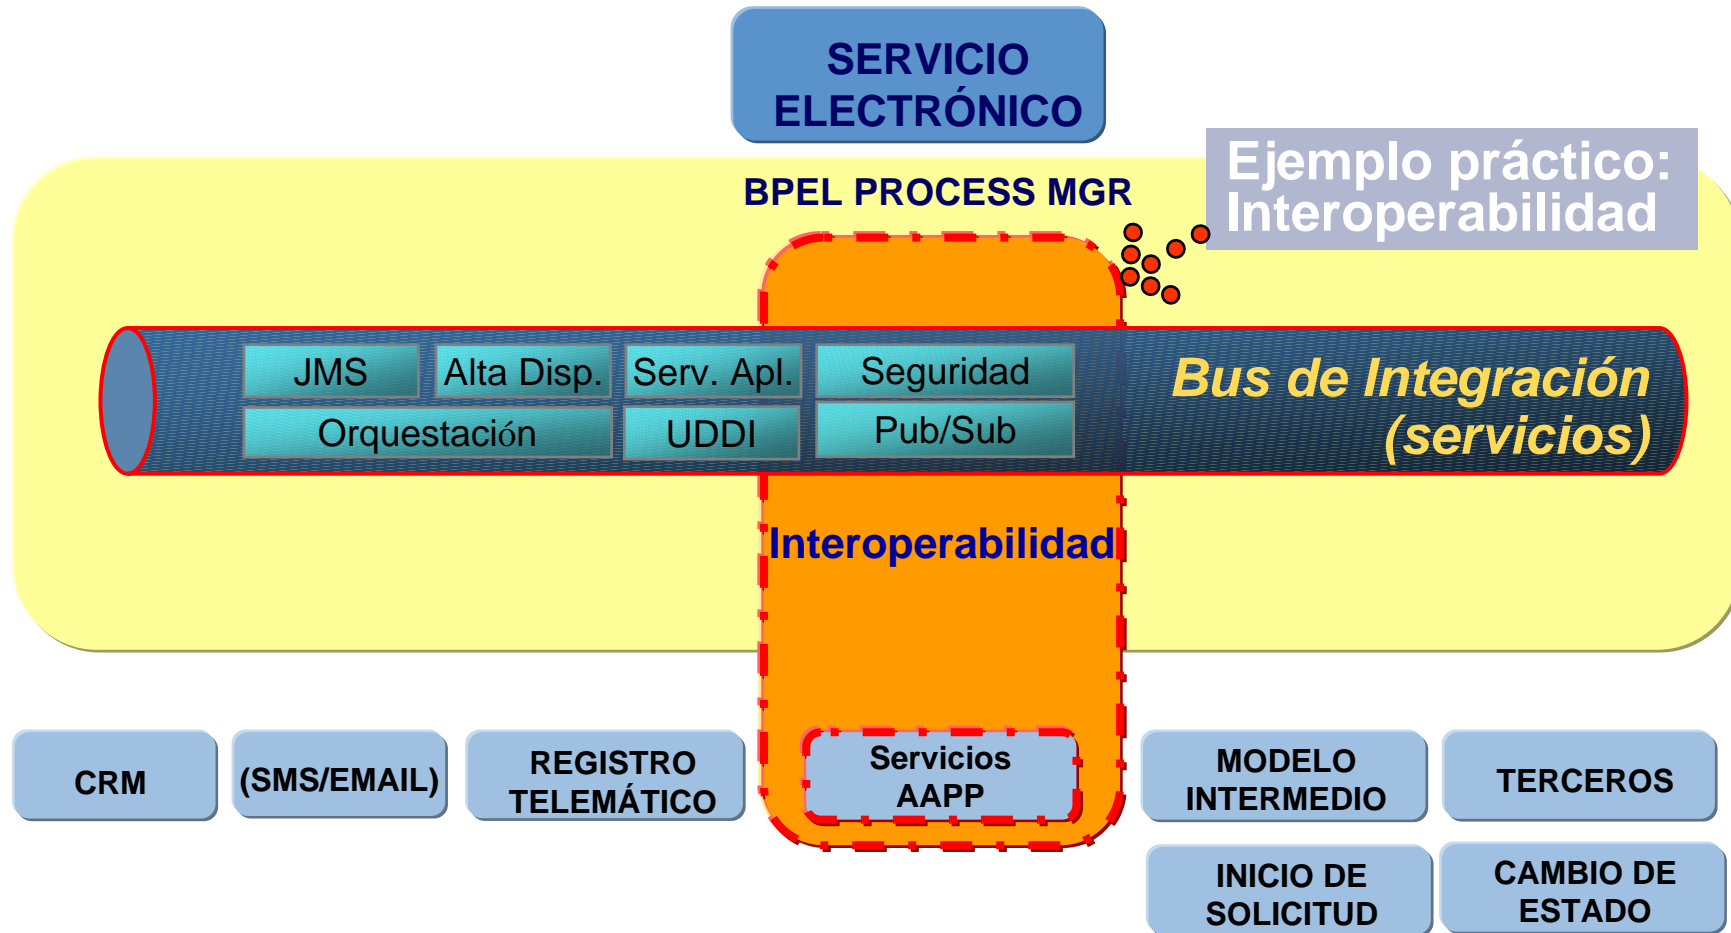 SERVICIO
ELECTRÓNICO
Ejemplo práctico:
Interoperabilidad
BPEL PROCESS MGR
JMS
Alta Disp.
Serv. Apl.
Seguridad
Orquestación
UDDI
Pub/Sub
Bus de Integración
(servicios)
Interoperabilidad
CRM
(SMS/EMAIL)
REGISTRO
TELEMÁTICO
Servicios
AAPP
MODELO
INTERMEDIO
TERCEROS
INICIO DE
SOLICITUD
CAMBIO DE
ESTADO